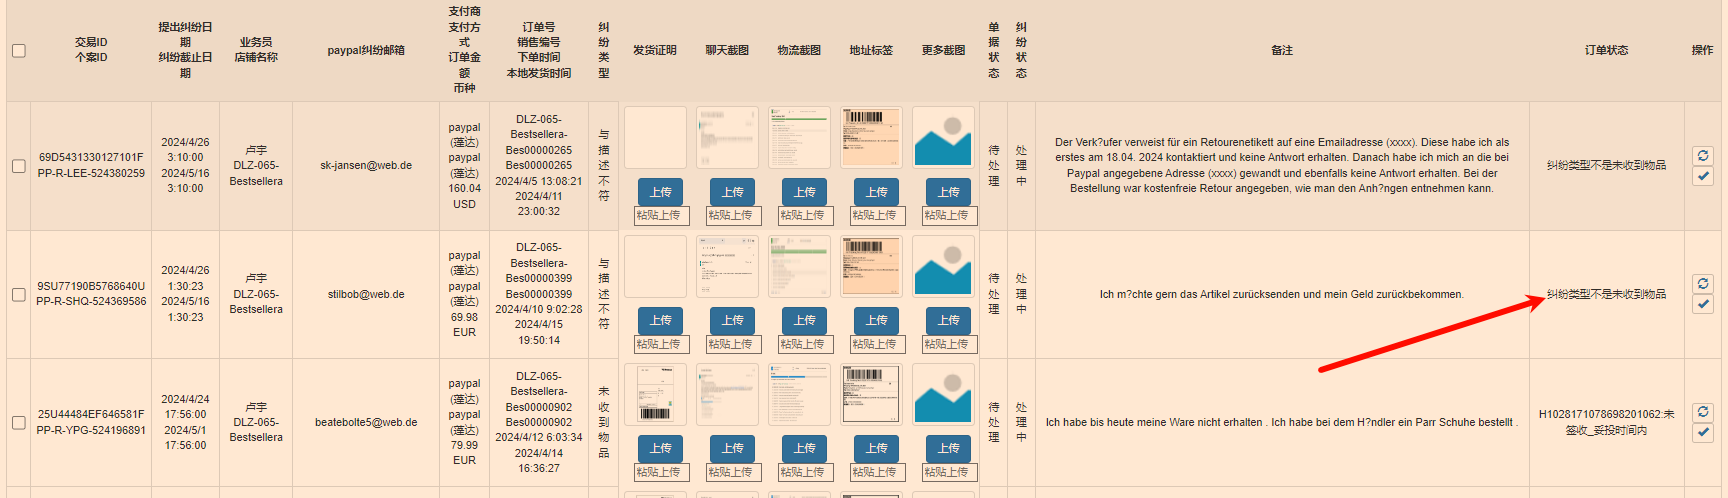 交易ID
个案ID
提出纠纷日
期
纠纷截止日
期
业务员
店铺名称
paypal纠纷邮箱
支付商
支付方
式
订单金
额
币种
订单号
销售编号
下单时间
本地发货时间
纠
纷
类
型
发货证明
聊天截图
物流截图
地址标签
更多截图
单
据
状
态
纠
纷
状
态
备注
订单状态
操作
69D5431330127101F
PP-R-LEE-524380259
2024/4/26
3:10:00
2024/5/16
3:10:00
卢宇
DLZ-065-
Bestsellera
sk-jansen@web.de
paypal
(蓬达)
paypal
(蓬达)
160.04
USD
DLZ-065-
Bestsellera-
Bes00000265
Bes00000265
2024/4/5 13:08:21
2024/4/11
23:00:32
与
描
述
不
符
上传
粘贴上传
上传
粘贴上传
上传
粘贴上传
上传
粘贴上传
上传
粘贴上传
待
处
理
处
理
中
Der Verk?ufer verweist für ein Retourenetikett auf eine Emailadresse (xxxx). Diese habe ich als
erstes am 18.04. 2024 kontaktiert und keine Antwort erhalten. Danach habe ich mich an die bei
Paypal angegebene Adresse (xxxx) gewandt und ebenfalls keine Antwort erhalten. Bei der
Bestellung war kostenfreie Retour angegeben, wie man den Anh?ngen entnehmen kann.
纠纷类型不是未收到物品
9SU77190B5768640U
PP-R-SHQ-524369586
2024/4/26
1:30:23
2024/5/16
1:30:23
卢宇
DLZ-065-
Bestsellera
stilbob@web.de
paypal
(蓬达)
paypal
(蓬达)
69.98
EUR
DLZ-065-
Bestsellera-
Bes00000399
Bes00000399
2024/4/10 9:02:28
2024/4/15
19:50:14
与
描
述
不
符
上传
粘贴上传
上传
粘贴上传
上传
粘贴上传
上传
粘贴上传
上传
粘贴上传
待
处
理
处
理
中
Ich m?chte gern das Artikel zurücksenden und mein Geld zurückbekommen.
纠纷类型不是未收到物品
25U44484EF646581F
PP-R-YPG-524196891
2024/4/24
17:56:00
2024/5/1
17:56:00
卢宇
DLZ-065-
Bestsellera
beatebolte5@web.de
paypal
(蓬达)
paypal
(蓬达)
79.99
EUR
DLZ-065-
Bestsellera-
Bes00000902
Bes00000902
2024/4/12 6:03:34
2024/4/14
16:36:27
未
收
到
物
品
上传
粘贴上传
上传
粘贴上传
上传
粘贴上传
上传
粘贴上传
上传
粘贴上传
待
处
理
处
理
中
Ich habe bis heute meine Ware nicht erhalten . Ich habe bei dem H?ndler ein Parr Schuhe bestellt .
H1028171078698201062:未
签收_妥投时间内